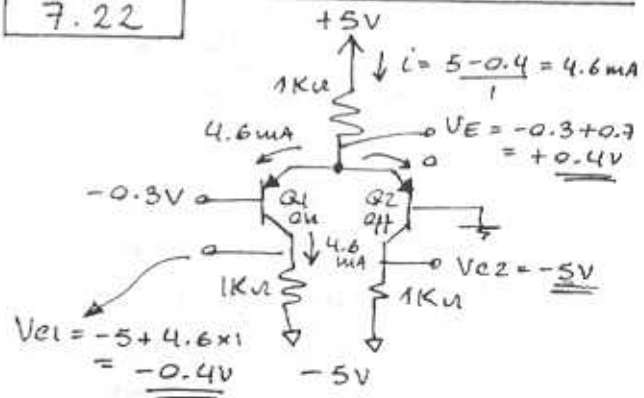 7.22
+5V
i = 5-0.4 / 1 = 4.6mA
1KΩ
4.6mA
VE = -0.3+0.7
= +0.4V
0
-0.3V
Q1
on
Q2
off
4.6
mA
1KΩ
1KΩ
VC2 = -5V
VC1 = -5 + 4.6×1
= -0.4V
-5V